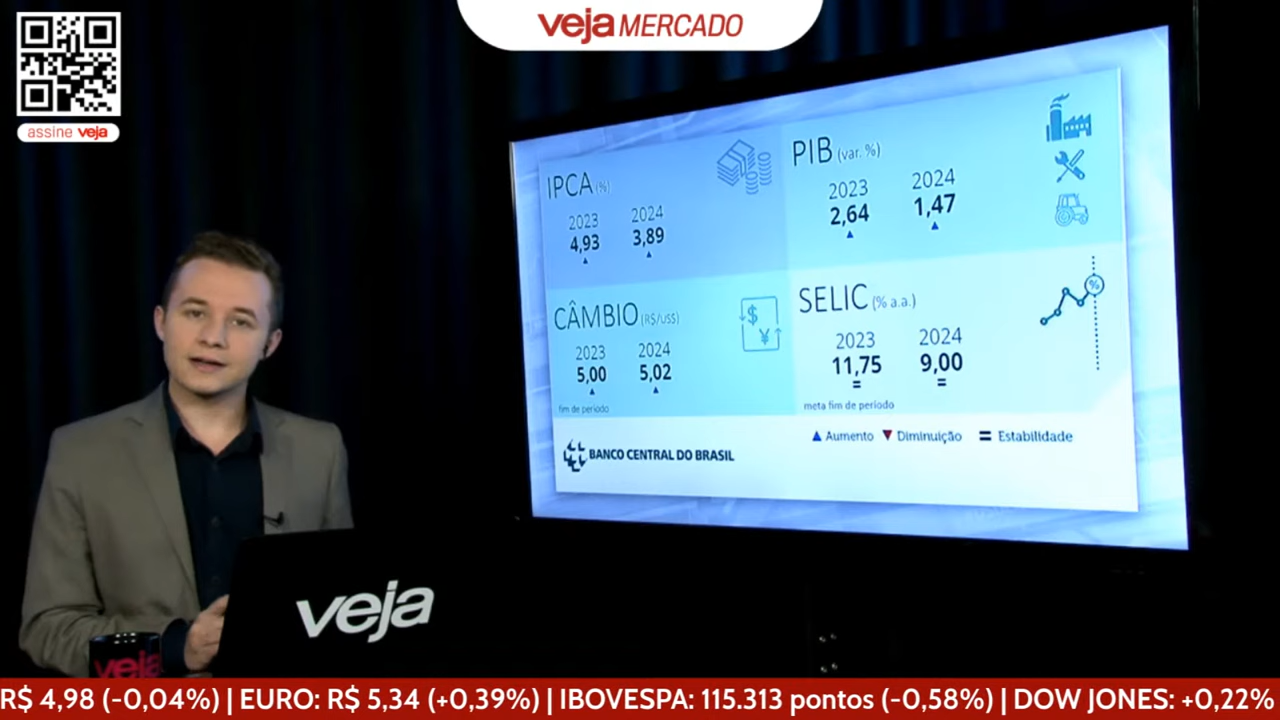 veja MERCADO
assine veja
IPCA (%)
2023 2024
4,93 3,89
PIB (var. %)
2023 2024
2,64 1,47
CÂMBIO (R$/US$)
2023 2024
5,00 5,02
fim de período
SELIC (% a.a.)
2023 2024
11,75 9,00
= =
meta fim de período
▲ Aumento ▼ Diminuição = Estabilidade
BANCO CENTRAL DO BRASIL
veja
veja
R$ 4,98 (-0,04%) | EURO: R$ 5,34 (+0,39%) | IBOVESPA: 115.313 pontos (-0,58%) | DOW JONES: +0,22%